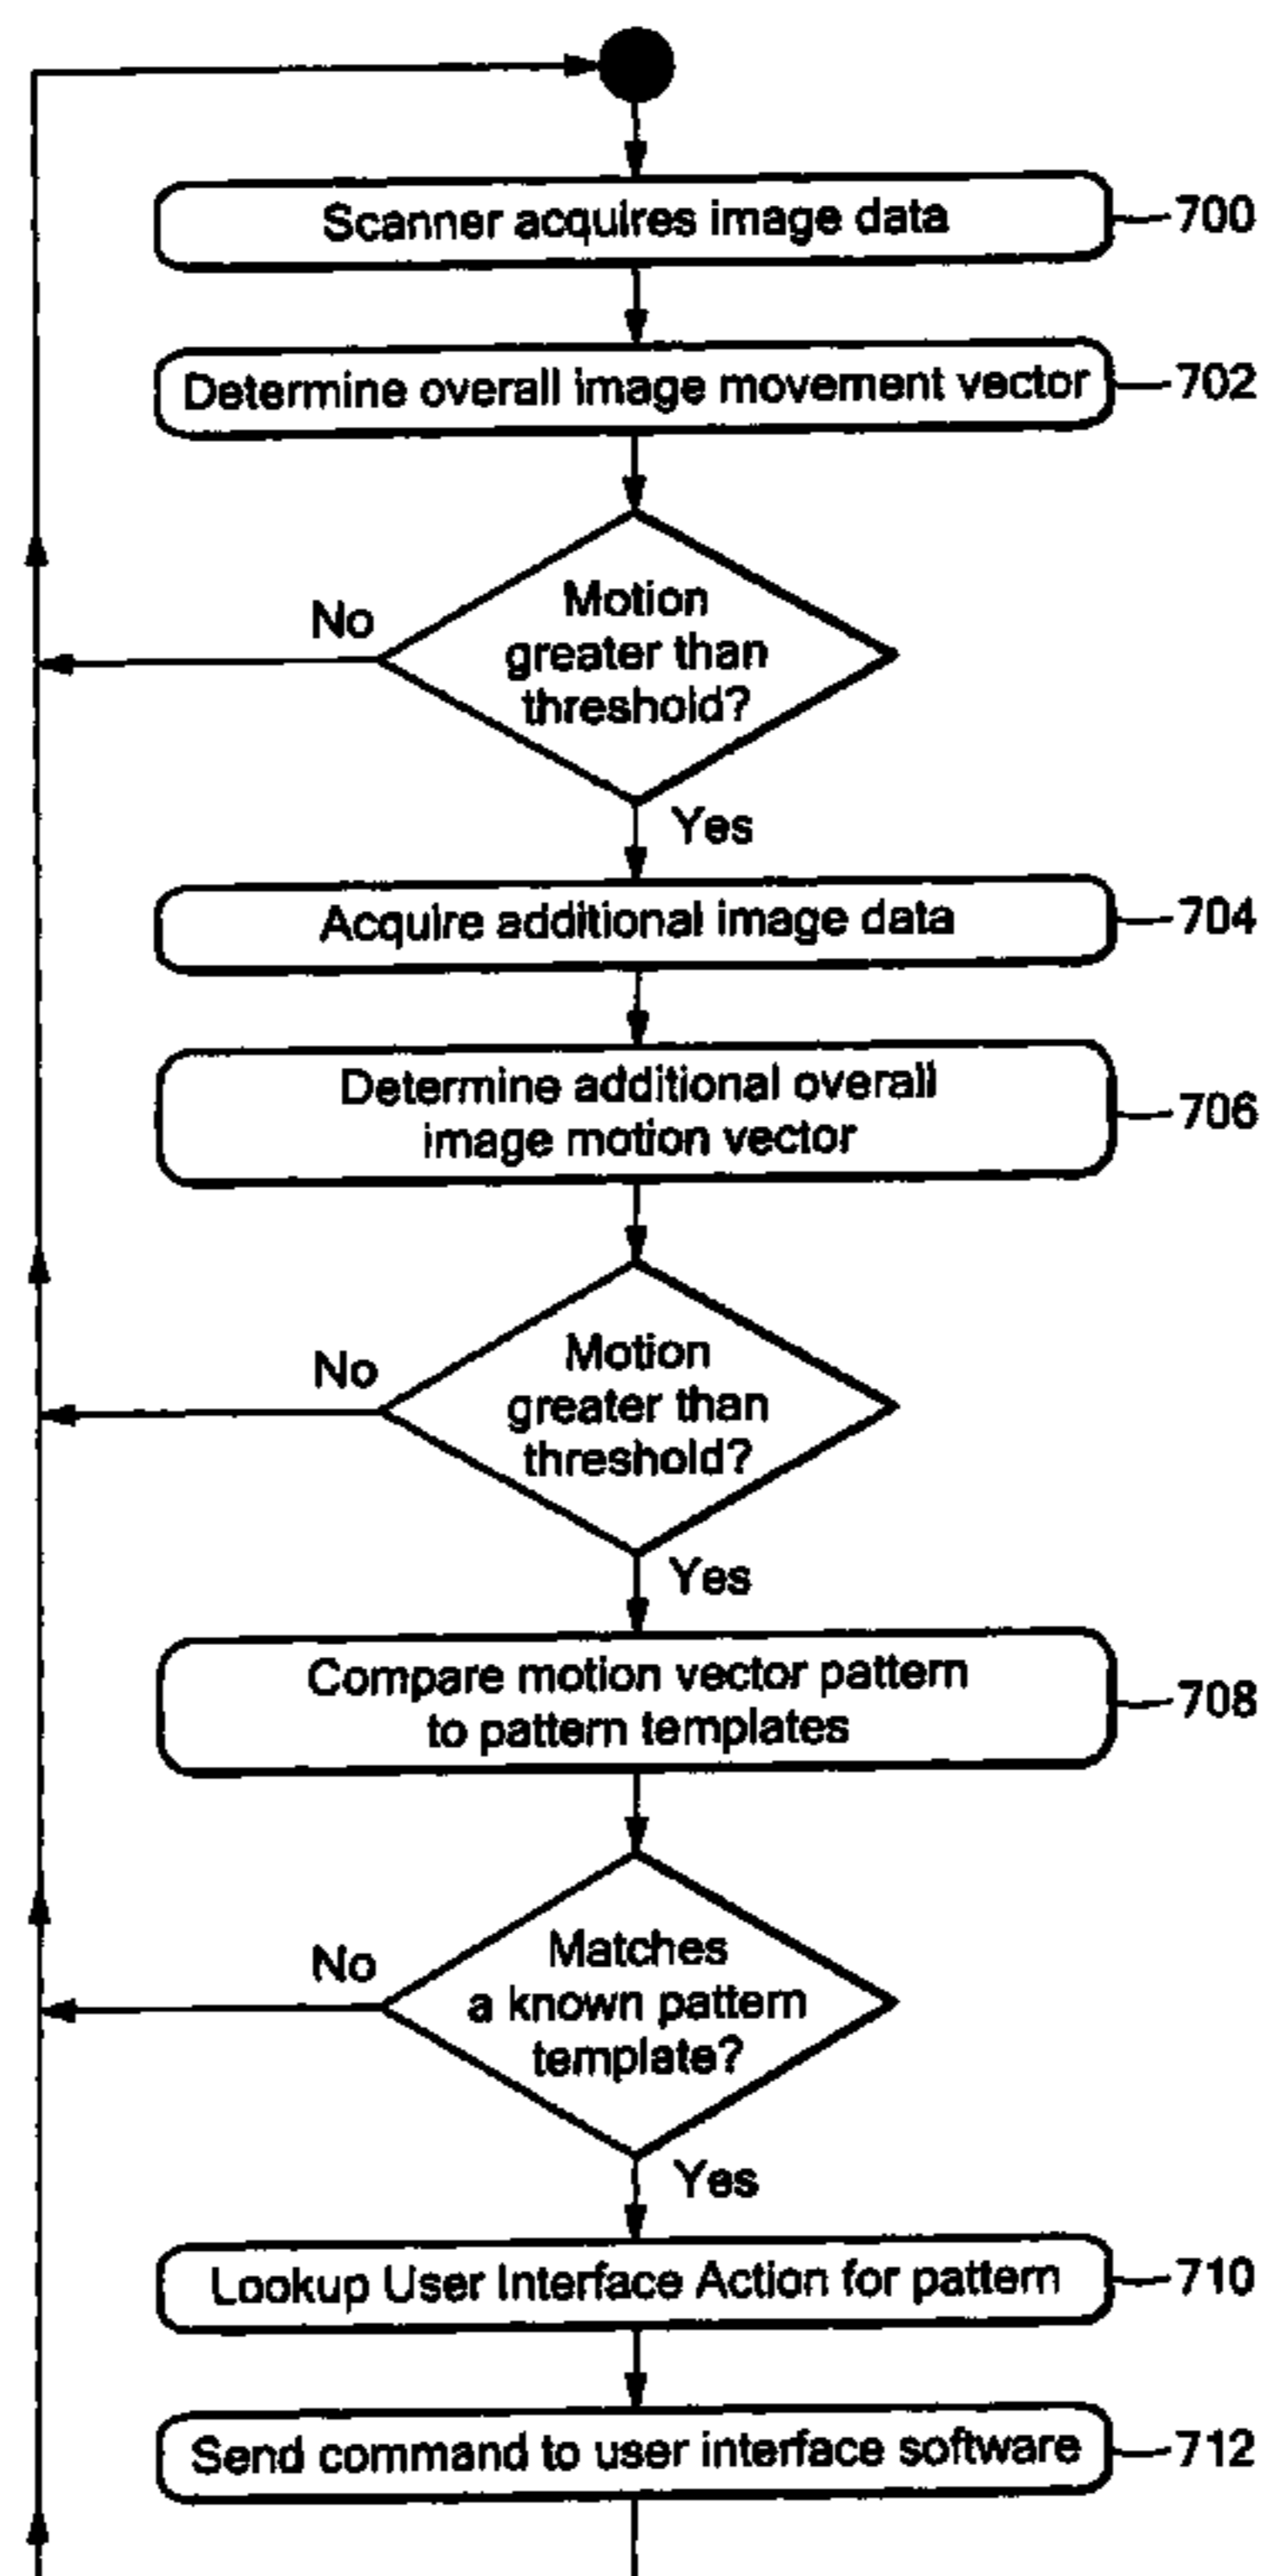 Scanner acquires image data
700
Determine overall image movement vector
702
Motion
greater than
threshold?
No
Yes
Acquire additional image data
704
Determine additional overall
image motion vector
706
Motion
greater than
threshold?
No
Yes
Compare motion vector pattern
to pattern templates
708
Matches
a known pattern
template?
No
Yes
Lookup User Interface Action for pattern
710
Send command to user interface software
712